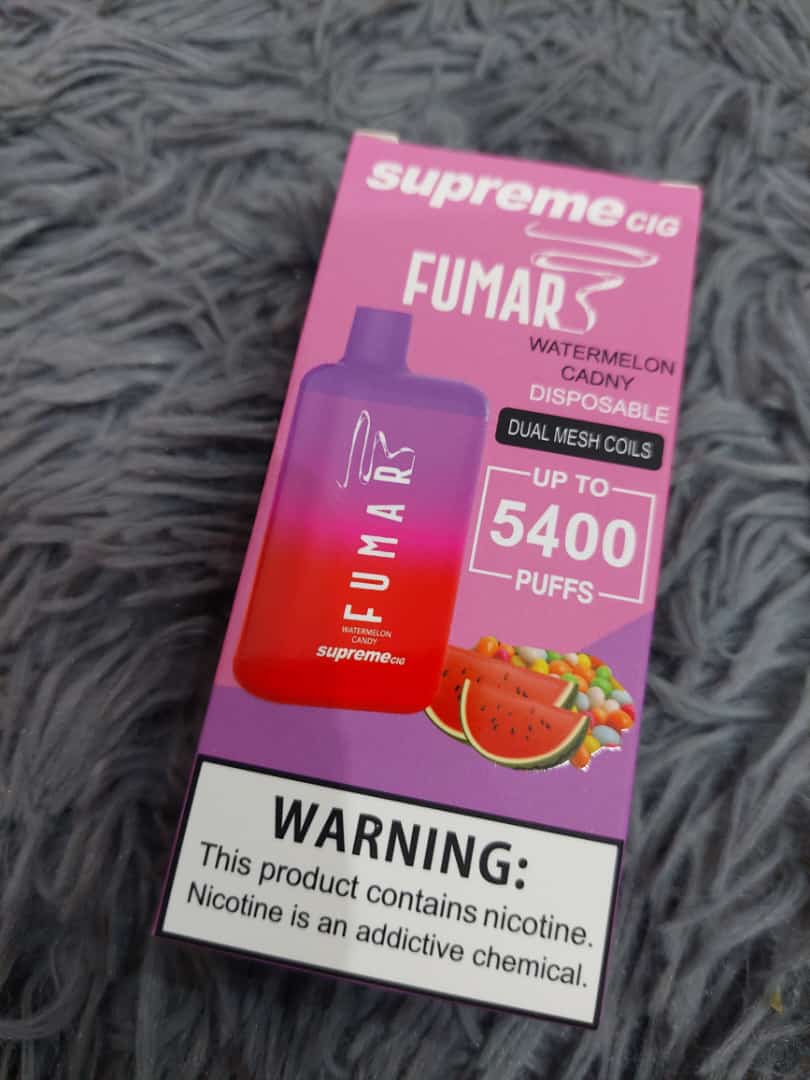 supreme CIG
FUMAR
WATERMELON
CADNY
DISPOSABLE
DUAL MESH COILS
UP TO
5400
PUFFS
FUMAR
WATERMELON
CANDY
supreme CIG
WARNING:
This product contains nicotine.
Nicotine is an addictive chemical.